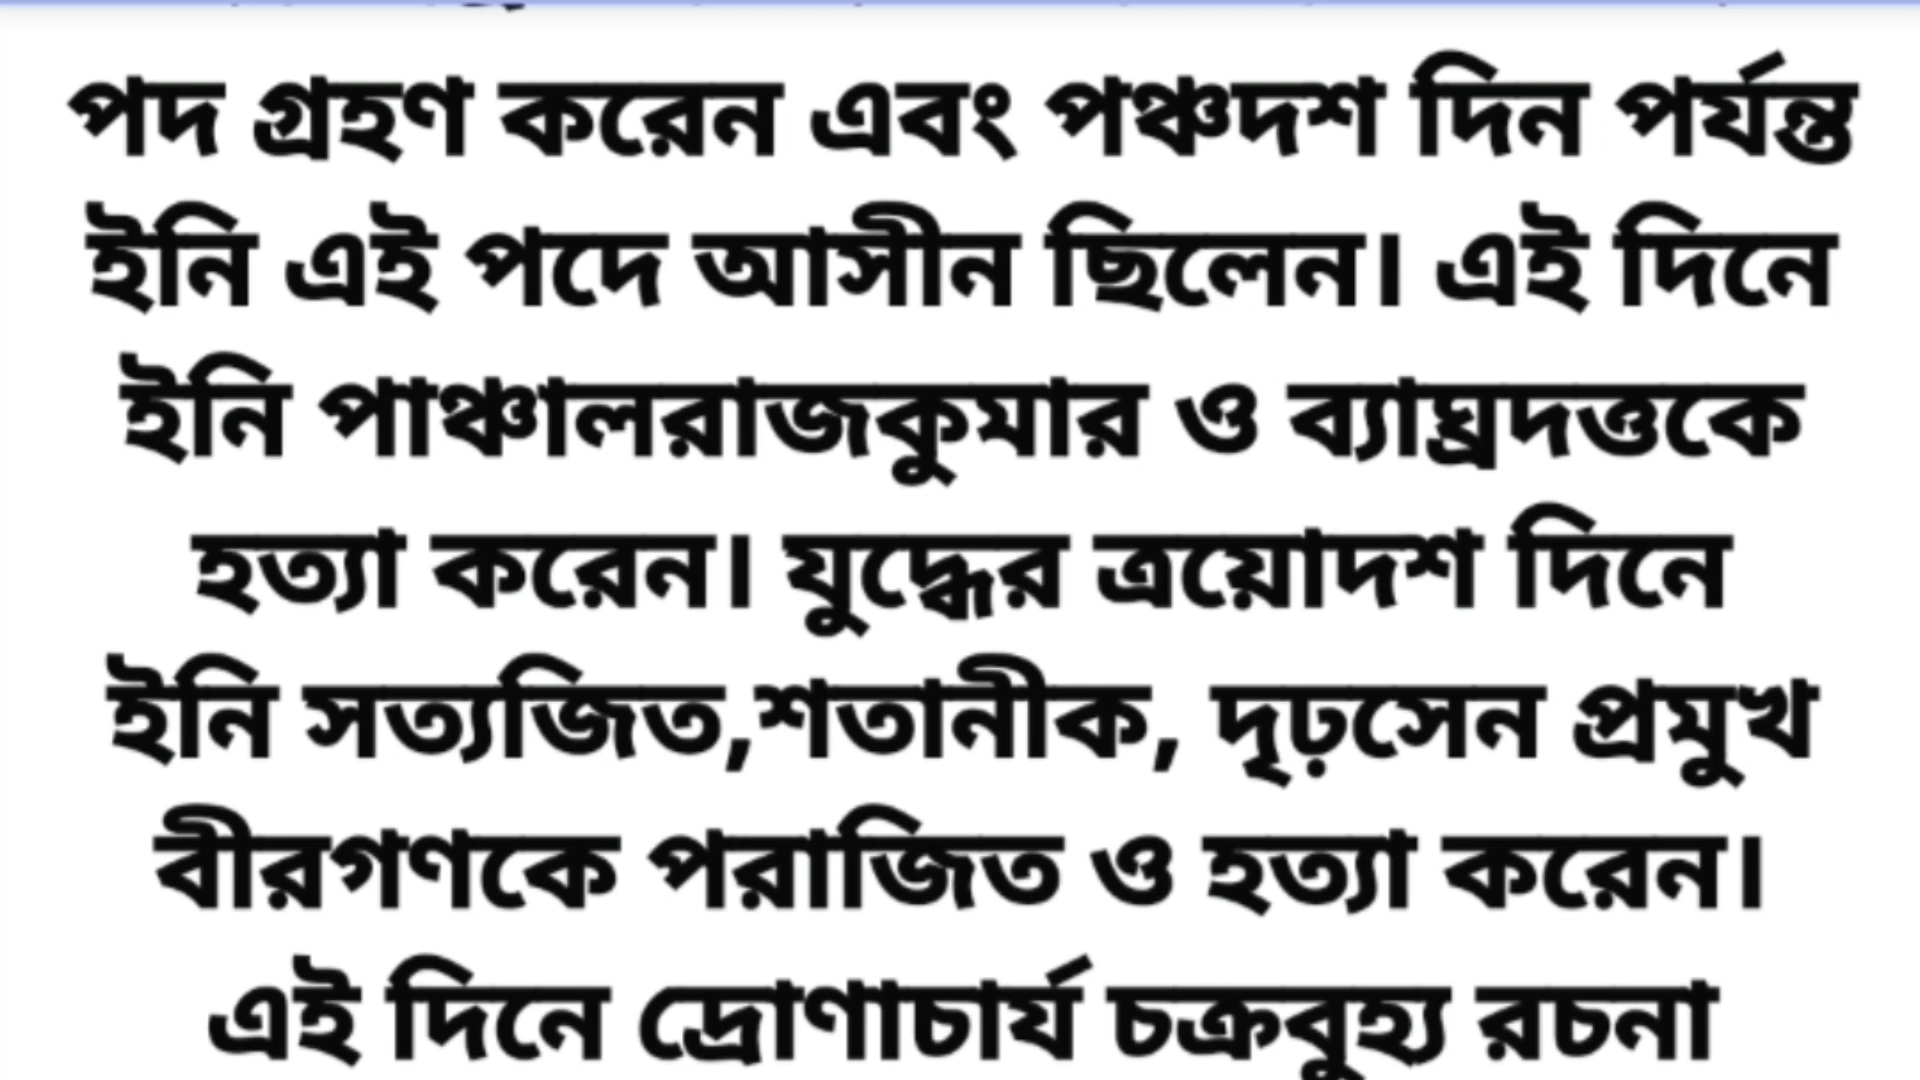 পদ গ্রহণ করেন এবং পঞ্চদশ দিন পর্যন্ত
ইনি এই পদে আসীন ছিলেন। এই দিনে
ইনি পাঞ্চালরাজকুমার ও ব্যাঘ্রদত্তকে
হত্যা করেন। যুদ্ধের ত্রয়োদশ দিনে
ইনি সত্যজিত,শতানীক, দৃঢ়সেন প্রমুখ
বীরগণকে পরাজিত ও হত্যা করেন।
এই দিনে দ্রোণাচার্য চক্রবুহ্য রচনা